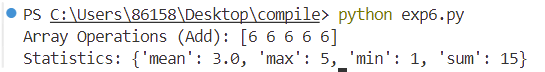 PS C:\Users\86158\Desktop\compile> python exp6.py
Array Operations (Add): [6 6 6 6 6]
Statistics: {'mean': 3.0, 'max': 5, 'min': 1, 'sum': 15}